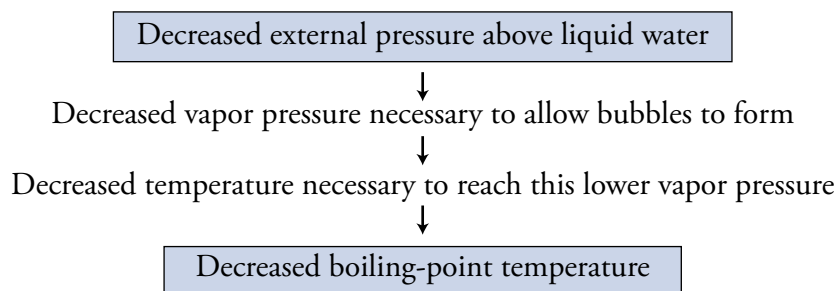 Decreased external pressure above liquid water
Decreased vapor pressure necessary to allow bubbles to form
Decreased temperature necessary to reach this lower vapor pressure
Decreased boiling-point temperature